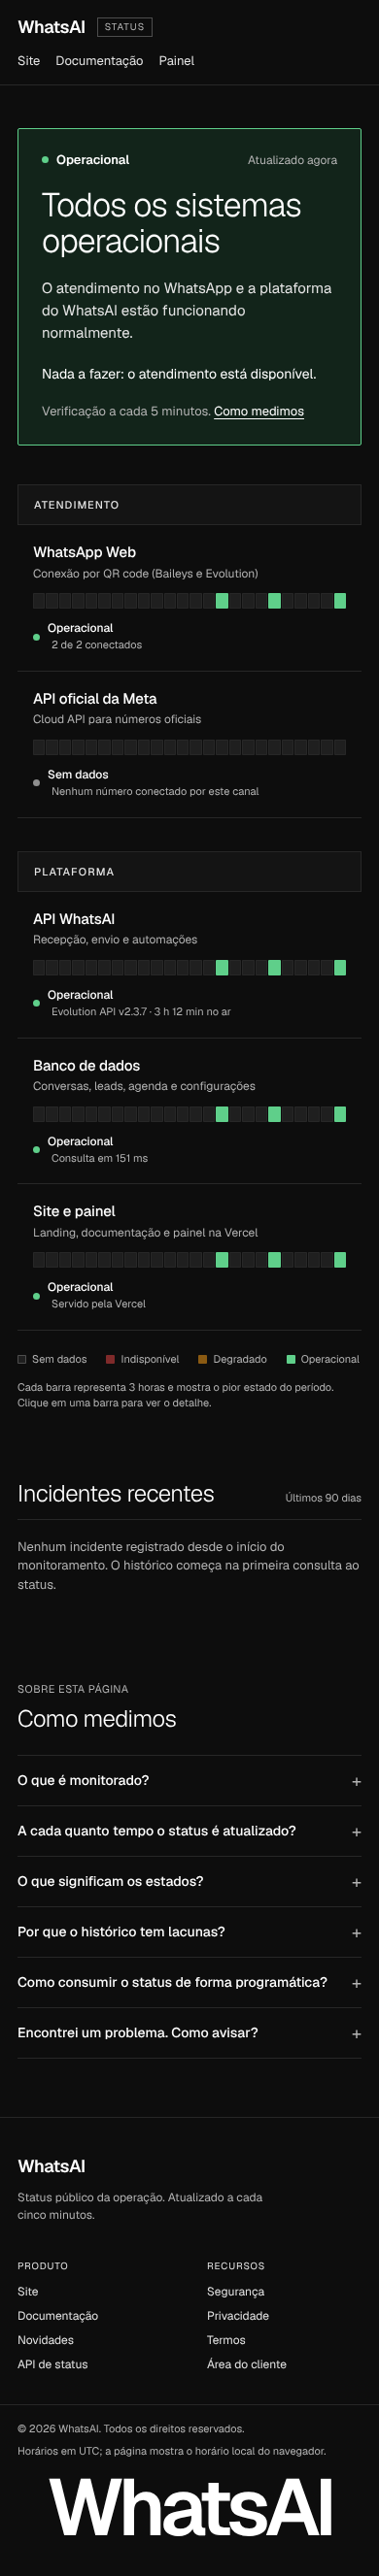 WhatsAI STATUS
Site Documentação Painel
Operacional Atualizado agora
Todos os sistemas
operacionais
O atendimento no WhatsApp e a plataforma
do WhatsAI estão funcionando
normalmente.
Nada a fazer: o atendimento está disponível.
Verificação a cada 5 minutos. Como medimos
ATENDIMENTO
WhatsApp Web
Conexão por QR code (Baileys e Evolution)
Operacional
2 de 2 conectados
API oficial da Meta
Cloud API para números oficiais
Sem dados
Nenhum número conectado por este canal
PLATAFORMA
API WhatsAI
Recepção, envio e automações
Operacional
Evolution API v2.3.7 · 3 h 12 min no ar
Banco de dados
Conversas, leads, agenda e configurações
Operacional
Consulta em 151 ms
Site e painel
Landing, documentação e painel na Vercel
Operacional
Servido pela Vercel
Sem dados Indisponível Degradado Operacional
Cada barra representa 3 horas e mostra o pior estado do período.
Clique em uma barra para ver o detalhe.
Incidentes recentes Últimos 90 dias
Nenhum incidente registrado desde o início do
monitoramento. O histórico começa na primeira consulta ao
status.
SOBRE ESTA PÁGINA
Como medimos
O que é monitorado? +
A cada quanto tempo o status é atualizado? +
O que significam os estados? +
Por que o histórico tem lacunas? +
Como consumir o status de forma programática? +
Encontrei um problema. Como avisar? +
WhatsAI
Status público da operação. Atualizado a cada
cinco minutos.
PRODUTO
Site
Documentação
Novidades
API de status
RECURSOS
Segurança
Privacidade
Termos
Área do cliente
© 2026 WhatsAI. Todos os direitos reservados.
Horários em UTC; a página mostra o horário local do navegador.
WhatsAI